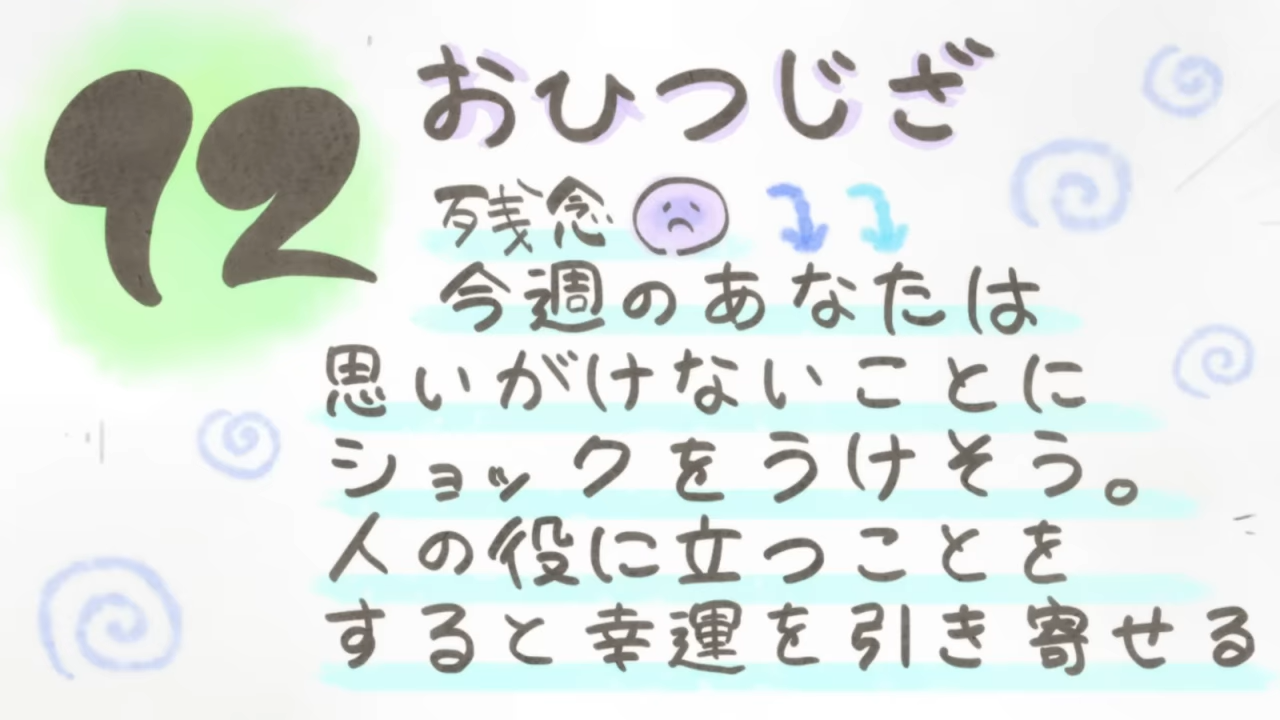 92
おひつじざ
残念
今週のあなたは
思いがけないことに
ショックをうけそう。
人の役に立つことを
すると幸運を引き寄せる